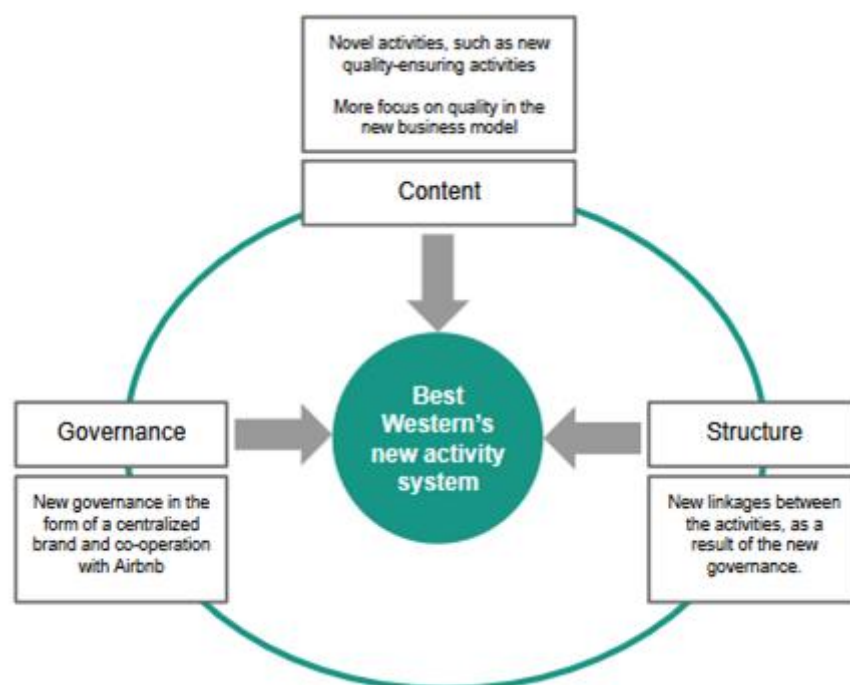 Novel activities, such as new
quality-ensuring activities
More focus on quality in the
new business model
Content
Best
Western's
new activity
system
Governance
New governance in the
form of a centralized
brand and co-operation
with Airbnb
Structure
New linkages between
the activities, as a
result of the new
governance.